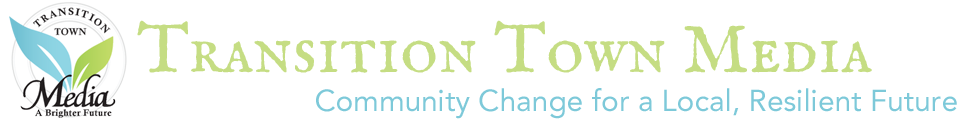 TRANSITION
TOWN
Media
A Brighter Future
Transition Town Media
Community Change for a Local, Resilient Future